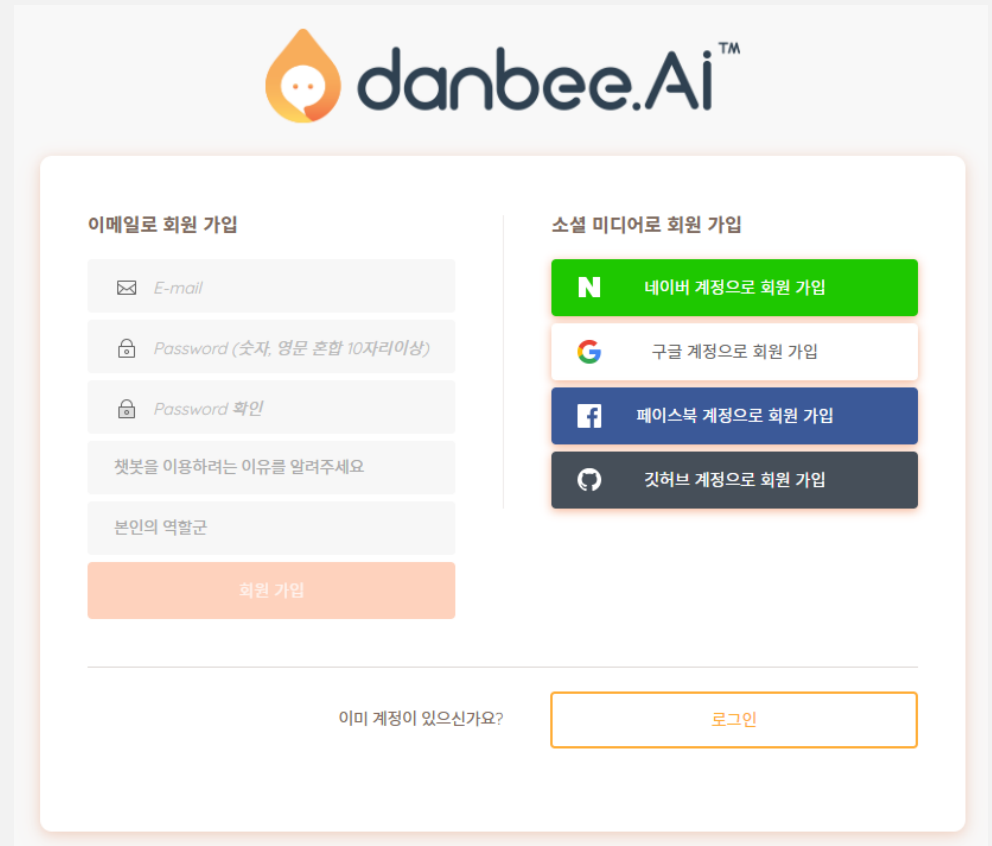 danbee.Ai™
이메일로 회원 가입
E-mail
Password (숫자, 영문 혼합 10자리이상)
Password 확인
챗봇을 이용하려는 이유를 알려주세요
본인의 역할군
회원 가입
소셜 미디어로 회원 가입
네이버 계정으로 회원 가입
구글 계정으로 회원 가입
페이스북 계정으로 회원 가입
깃허브 계정으로 회원 가입
이미 계정이 있으신가요?
로그인